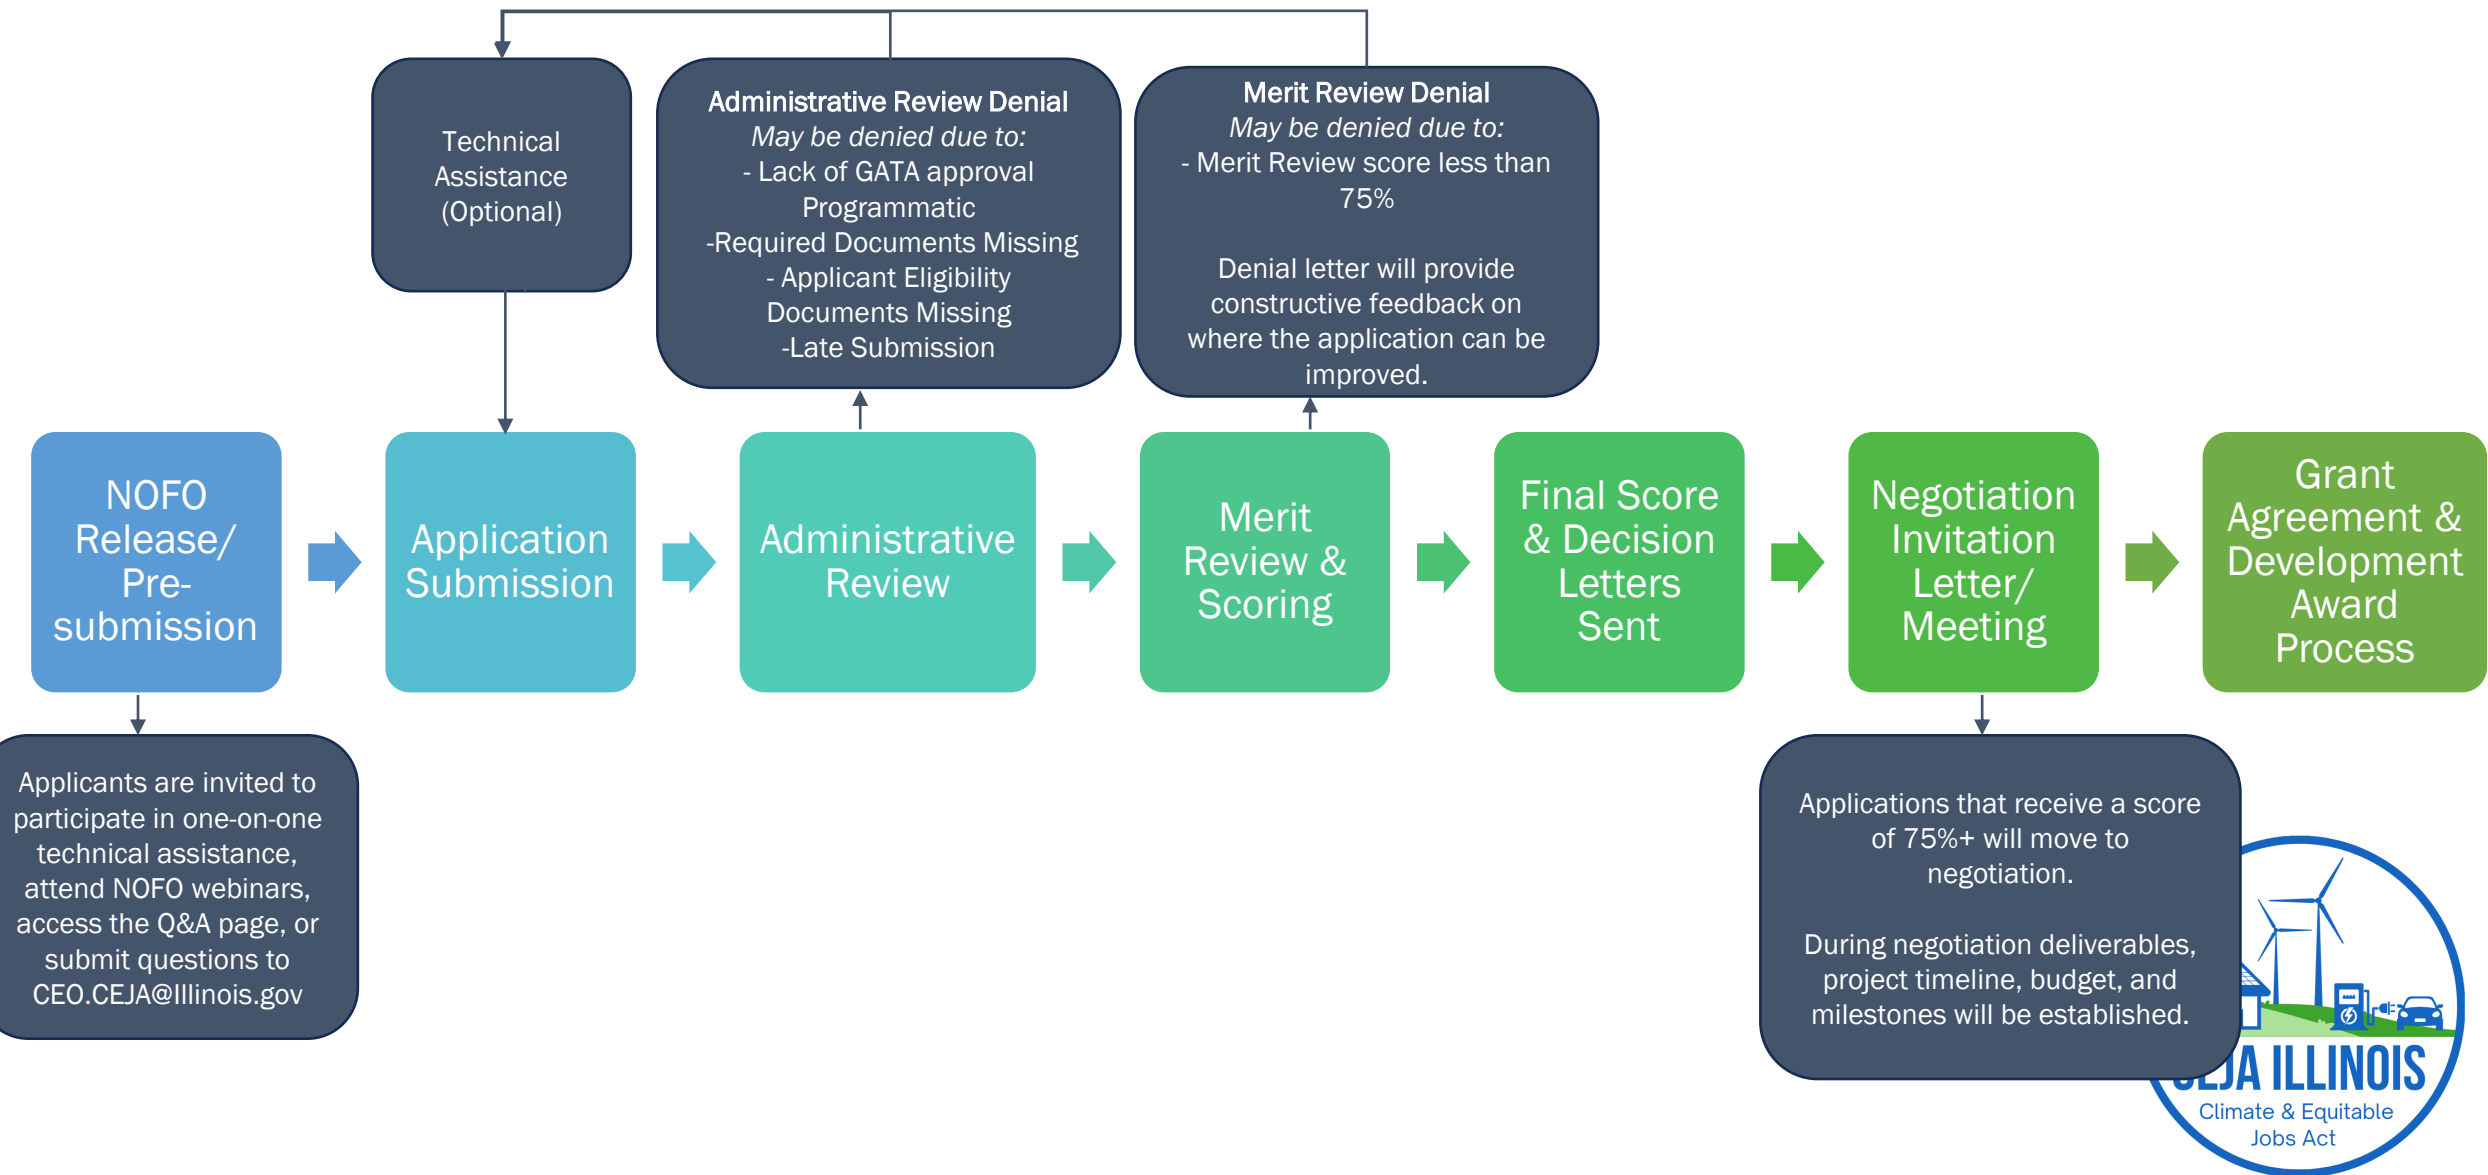 Technical
Assistance
(Optional)
Administrative Review Denial
May be denied due to:
- Lack of GATA approval
Programmatic
-Required Documents Missing
- Applicant Eligibility
Documents Missing
-Late Submission
Merit Review Denial
May be denied due to:
- Merit Review score less than
75%
Denial letter will provide
constructive feedback on
where the application can be
improved.
NOFO
Release/
Pre-
submission
Application
Submission
Administrative
Review
Merit
Review &
Scoring
Final Score
& Decision
Letters
Sent
Negotiation
Invitation
Letter/
Meeting
Grant
Agreement &
Development
Award
Process
Applicants are invited to
participate in one-on-one
technical assistance,
attend NOFO webinars,
access the Q&A page, or
submit questions to
CEO.CEJA@Illinois.gov
Applications that receive a score
of 75%+ will move to
negotiation.
During negotiation deliverables,
project timeline, budget, and
milestones will be established.
CEJA ILLINOIS
Climate & Equitable
Jobs Act